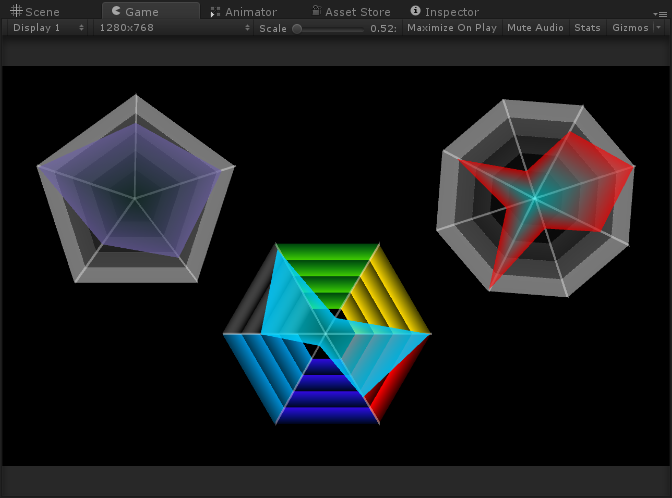 Scene Game Animator Asset Store Inspector
Display 1 1280x768 Scale 0.52: Maximize On Play Mute Audio Stats Gizmos